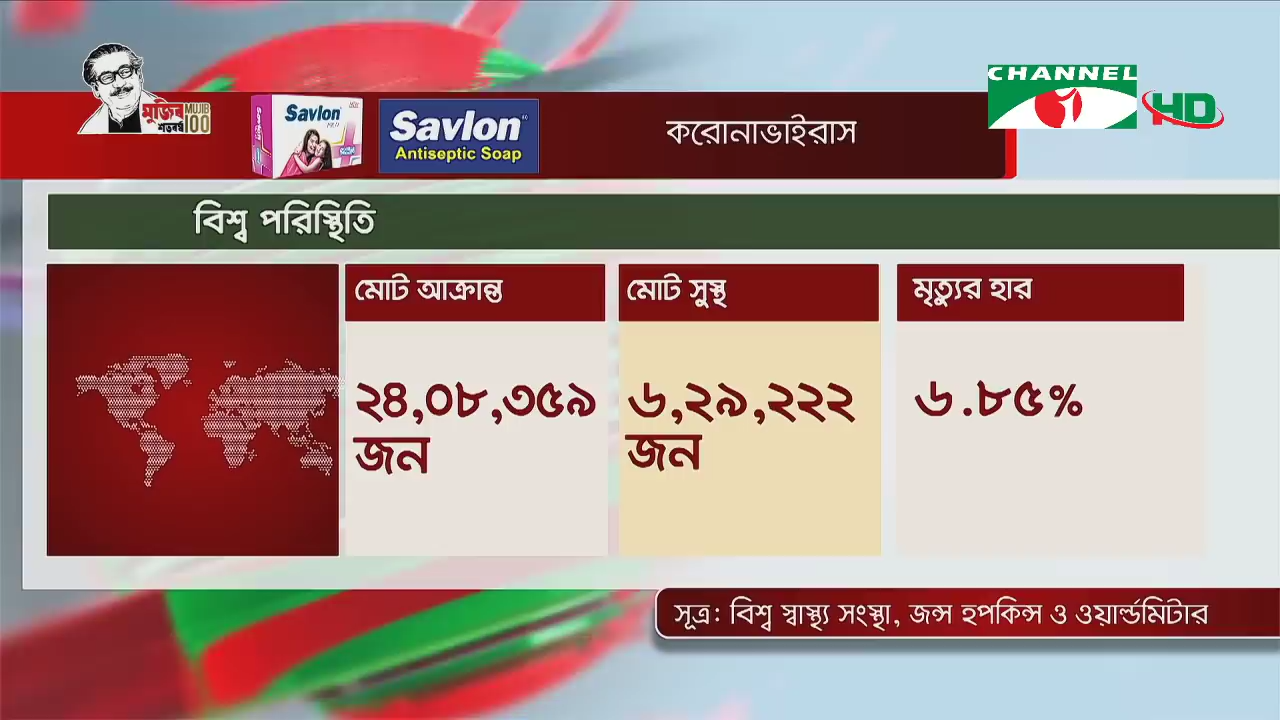 মুজিব MUJIB
শতবর্ষ 100
Savlon
Savlon
Antiseptic Soap
করোনাভাইরাস
CHANNEL
i HD
বিশ্ব পরিস্থিতি
মোট আক্রান্ত
মোট সুস্থ
মৃত্যুর হার
২৪,০৮,৩৫৯
জন
৬,২৯,২২২
জন
৬.৮৫%
সূত্র: বিশ্ব স্বাস্থ্য সংস্থা, জন্স হপকিন্স ও ওয়ার্ল্ডমিটার